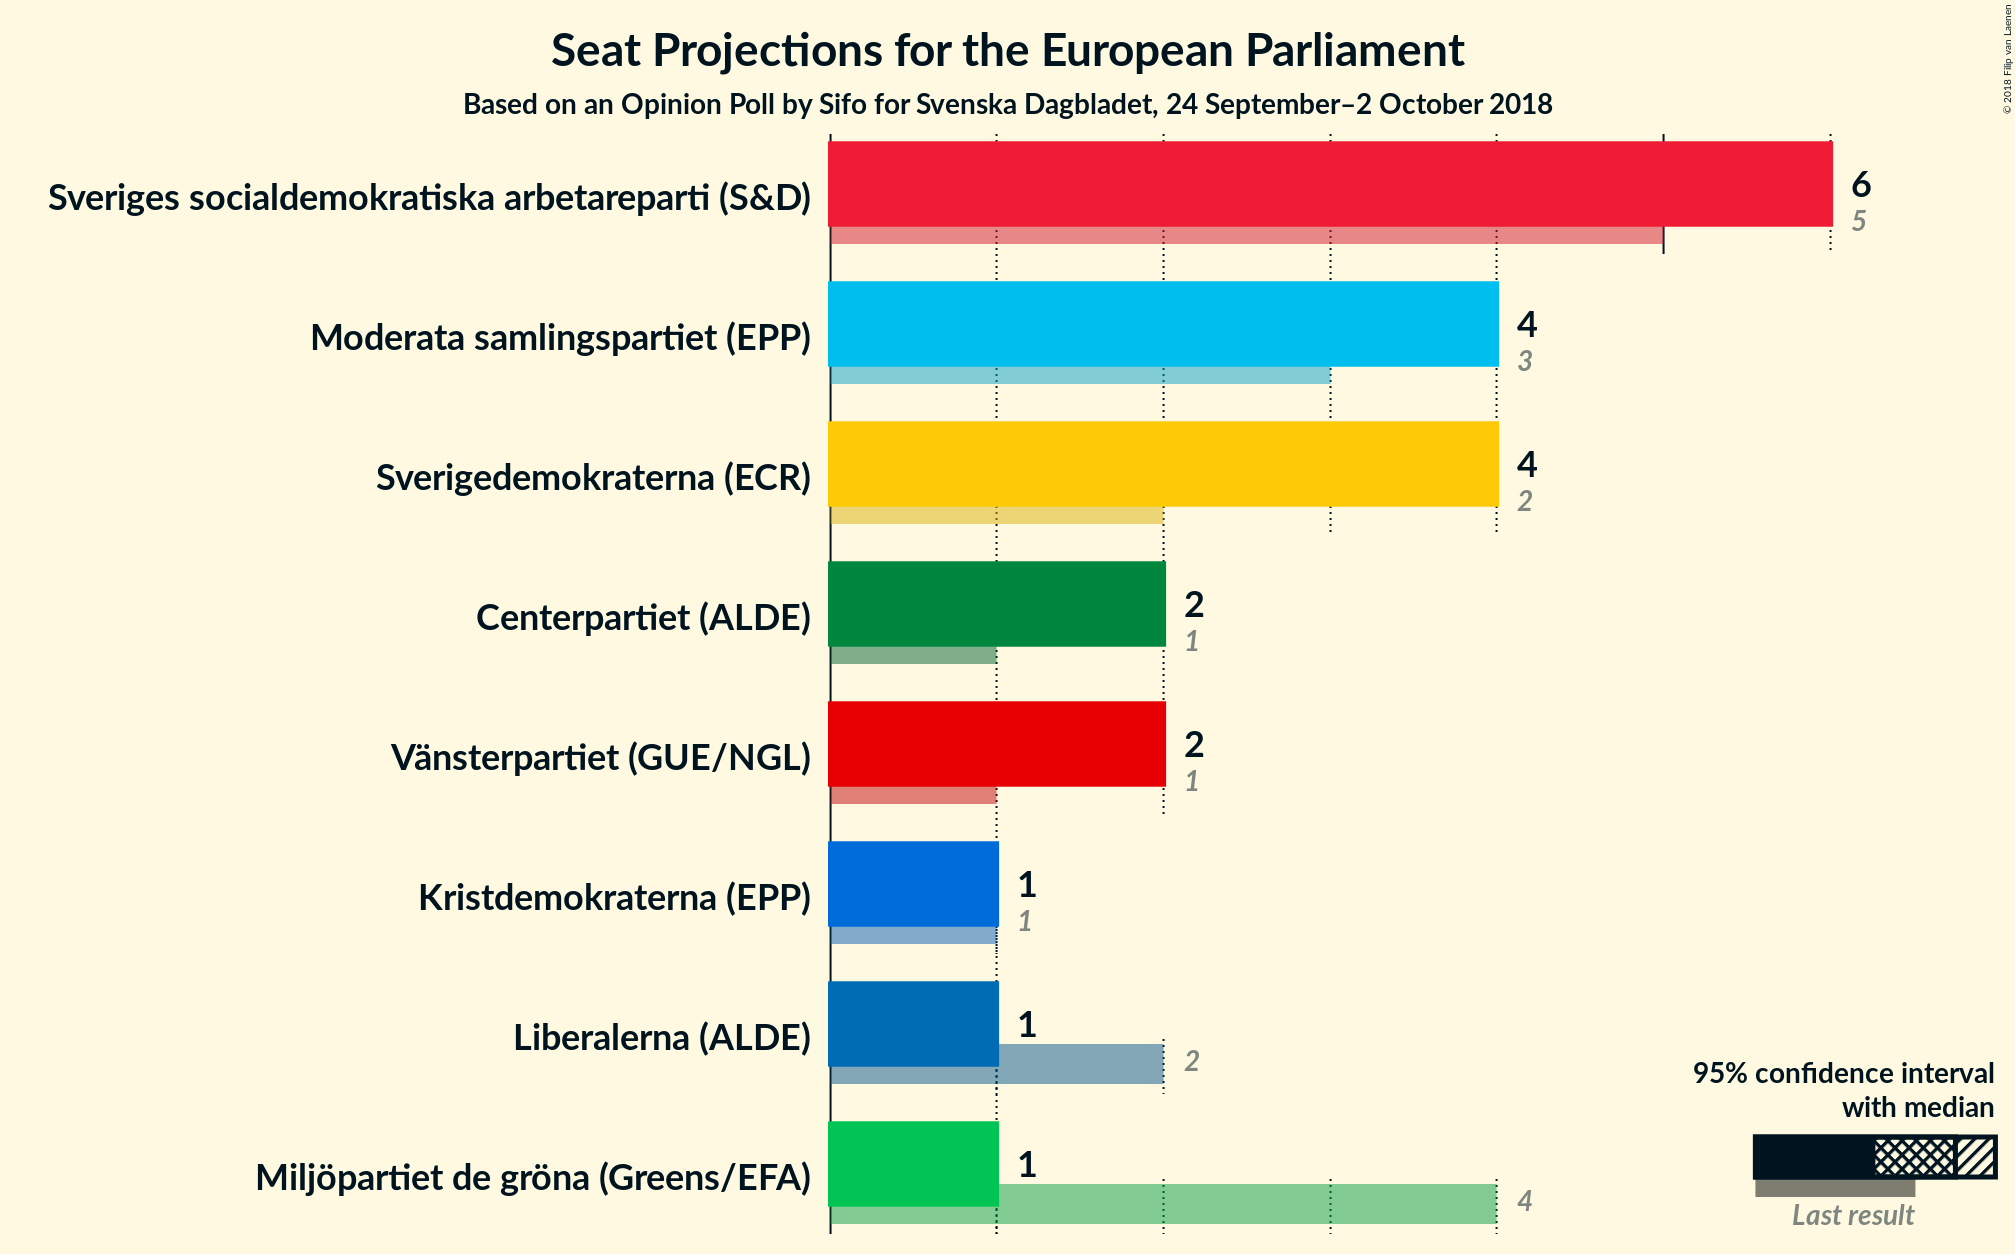 Seat Projections for the European Parliament
Based on an Opinion Poll by Sifo for Svenska Dagbladet, 24 September–2 October 2018
© 2018 Filip van Laenen
Sveriges socialdemokratiska arbetareparti (S&D)
6
5
Moderata samlingspartiet (EPP)
4
3
Sverigedemokraterna (ECR)
4
2
Centerpartiet (ALDE)
2
1
Vänsterpartiet (GUE/NGL)
2
1
Kristdemokraterna (EPP)
1
1
Liberalerna (ALDE)
1
2
Miljöpartiet de gröna (Greens/EFA)
1
4
95% confidence interval
with median
Last result